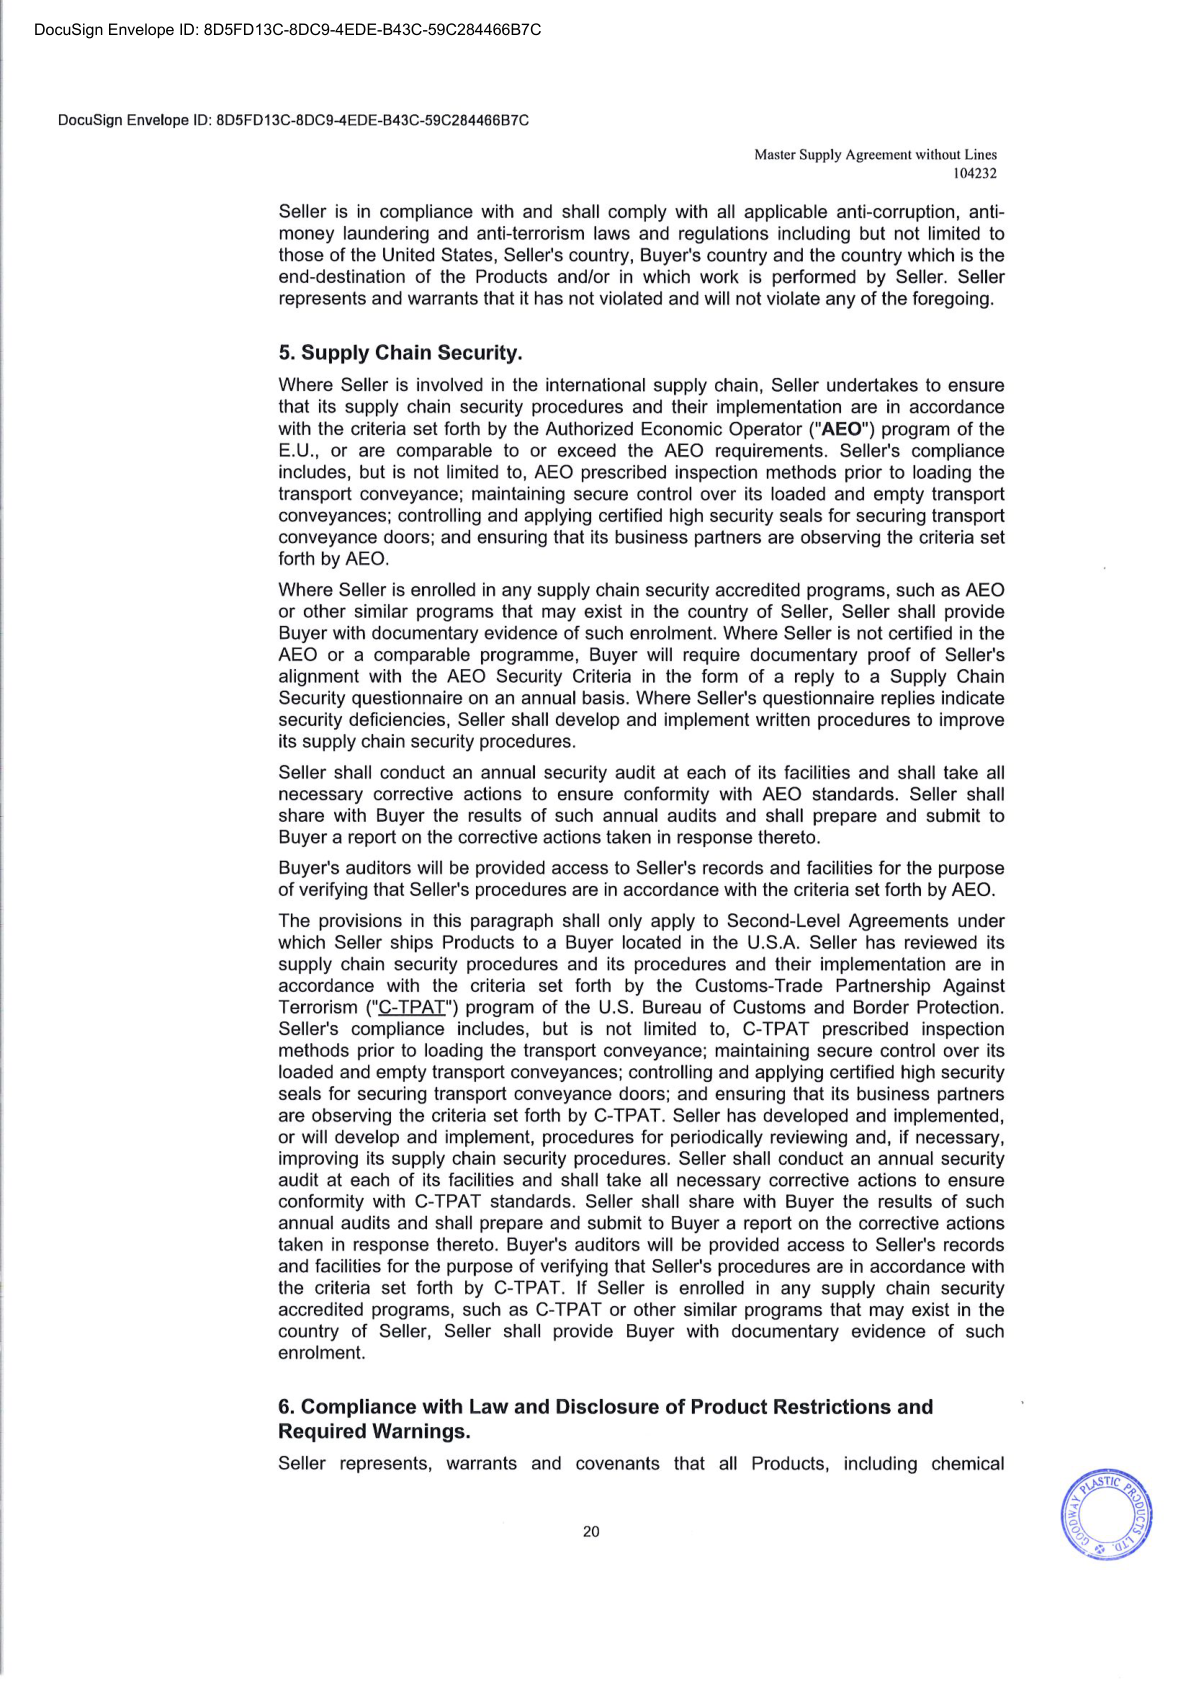 DocuSign Envelope ID: 8D5FD13C-8DC9-4EDE-B43C-59C284466B7C
DocuSign Envelope ID: 8D5FD13C-8DC9-4EDE-B43C-59C284466B7C
Master Supply Agreement without Lines
104232
Seller is in compliance with and shall comply with all applicable anti-corruption, anti-
money laundering and anti-terrorism laws and regulations including but not limited to
those of the United States, Seller's country, Buyer's country and the country which is the
end-destination of the Products and/or in which work is performed by Seller. Seller
represents and warrants that it has not violated and will not violate any of the foregoing.
5. Supply Chain Security.
Where Seller is involved in the international supply chain, Seller undertakes to ensure
that its supply chain security procedures and their implementation are in accordance
with the criteria set forth by the Authorized Economic Operator ("AEO") program of the
E.U., or are comparable to or exceed the AEO requirements. Seller's compliance
includes, but is not limited to, AEO prescribed inspection methods prior to loading the
transport conveyance; maintaining secure control over its loaded and empty transport
conveyances; controlling and applying certified high security seals for securing transport
conveyance doors; and ensuring that its business partners are observing the criteria set
forth by AEO.
Where Seller is enrolled in any supply chain security accredited programs, such as AEO
or other similar programs that may exist in the country of Seller, Seller shall provide
Buyer with documentary evidence of such enrolment. Where Seller is not certified in the
AEO or a comparable programme, Buyer will require documentary proof of Seller's
alignment with the AEO Security Criteria in the form of a reply to a Supply Chain
Security questionnaire on an annual basis. Where Seller's questionnaire replies indicate
security deficiencies, Seller shall develop and implement written procedures to improve
its supply chain security procedures.
Seller shall conduct an annual security audit at each of its facilities and shall take all
necessary corrective actions to ensure conformity with AEO standards. Seller shall
share with Buyer the results of such annual audits and shall prepare and submit to
Buyer a report on the corrective actions taken in response thereto.
Buyer's auditors will be provided access to Seller's records and facilities for the purpose
of verifying that Seller's procedures are in accordance with the criteria set forth by AEO.
The provisions in this paragraph shall only apply to Second-Level Agreements under
which Seller ships Products to a Buyer located in the U.S.A. Seller has reviewed its
supply chain security procedures and its procedures and their implementation are in
accordance with the criteria set forth by the Customs-Trade Partnership Against
Terrorism ("C-TPAT") program of the U.S. Bureau of Customs and Border Protection.
Seller's compliance includes, but is not limited to, C-TPAT prescribed inspection
methods prior to loading the transport conveyance; maintaining secure control over its
loaded and empty transport conveyances; controlling and applying certified high security
seals for securing transport conveyance doors; and ensuring that its business partners
are observing the criteria set forth by C-TPAT. Seller has developed and implemented,
or will develop and implement, procedures for periodically reviewing and, if necessary,
improving its supply chain security procedures. Seller shall conduct an annual security
audit at each of its facilities and shall take all necessary corrective actions to ensure
conformity with C-TPAT standards. Seller shall share with Buyer the results of such
annual audits and shall prepare and submit to Buyer a report on the corrective actions
taken in response thereto. Buyer's auditors will be provided access to Seller's records
and facilities for the purpose of verifying that Seller's procedures are in accordance with
the criteria set forth by C-TPAT. If Seller is enrolled in any supply chain security
accredited programs, such as C-TPAT or other similar programs that may exist in the
country of Seller, Seller shall provide Buyer with documentary evidence of such
enrolment.
6. Compliance with Law and Disclosure of Product Restrictions and
Required Warnings.
Seller represents, warrants and covenants that all Products, including chemical
GOODWAY PLASTIC PRODUCTS LTD.
20